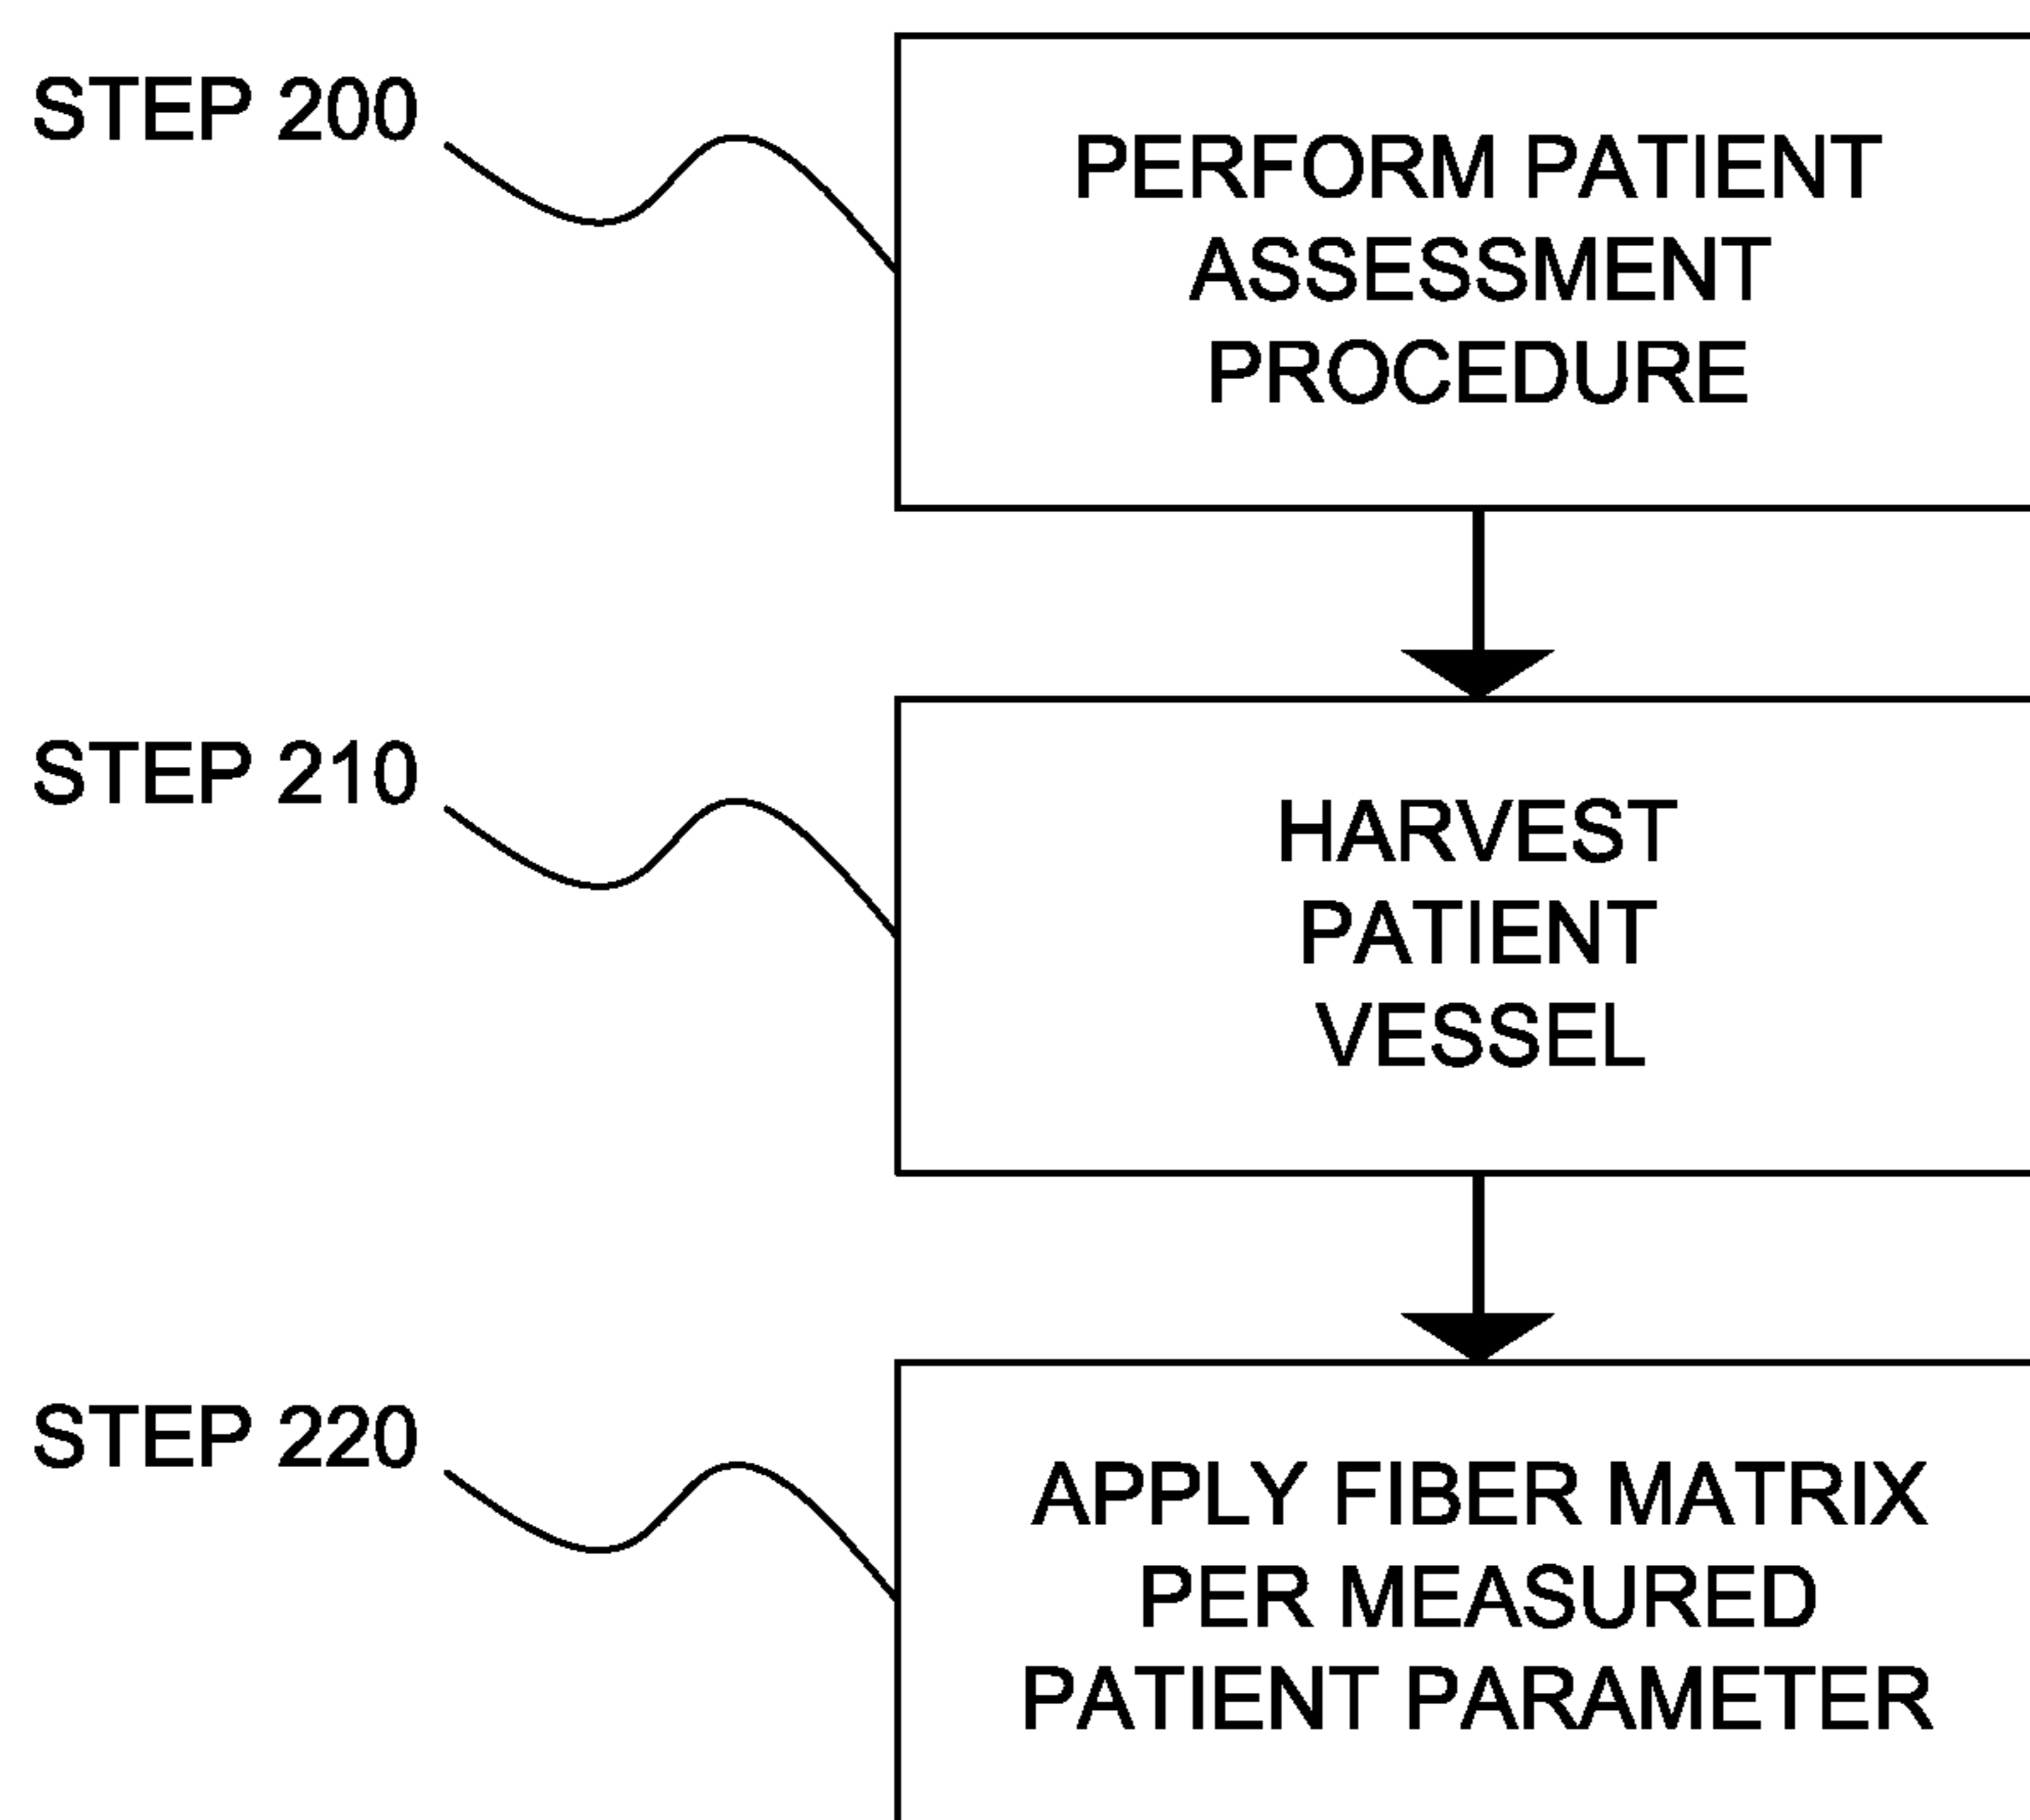 STEP 200
PERFORM PATIENT
ASSESSMENT
PROCEDURE
STEP 210
HARVEST
PATIENT
VESSEL
STEP 220
APPLY FIBER MATRIX
PER MEASURED
PATIENT PARAMETER